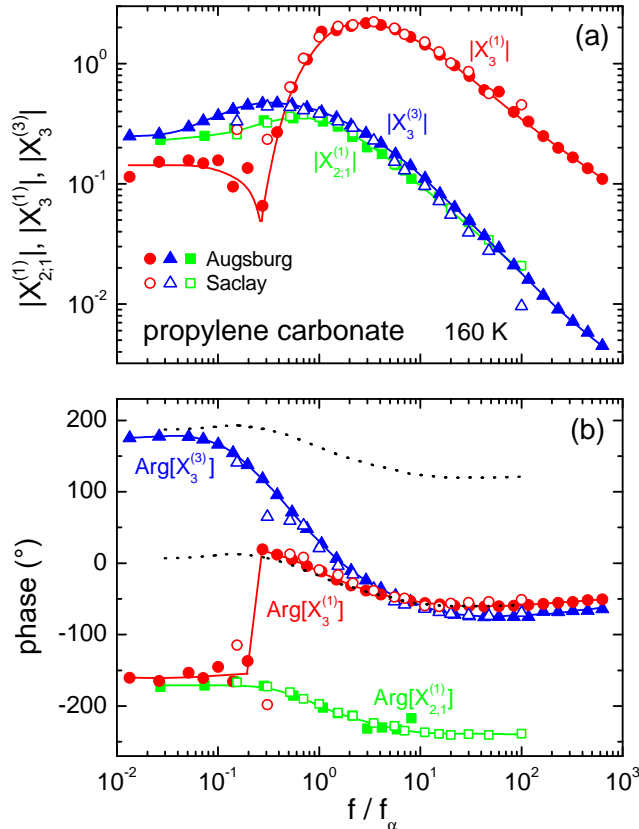 (a)
|X₃⁽¹⁾|
|X₃⁽³⁾|
|X₂;₁⁽¹⁾|
|X₂;₁⁽¹⁾|, |X₃⁽¹⁾|, |X₃⁽³⁾|
10⁰
10⁻¹
10⁻²
Augsburg
Saclay
propylene carbonate 160 K
(b)
200
100
0
-100
-200
phase (°)
Arg[X₃⁽³⁾]
Arg[X₃⁽¹⁾]
Arg[X₂,₁⁽¹⁾]
10⁻² 10⁻¹ 10⁰ 10¹ 10² 10³
f / fα